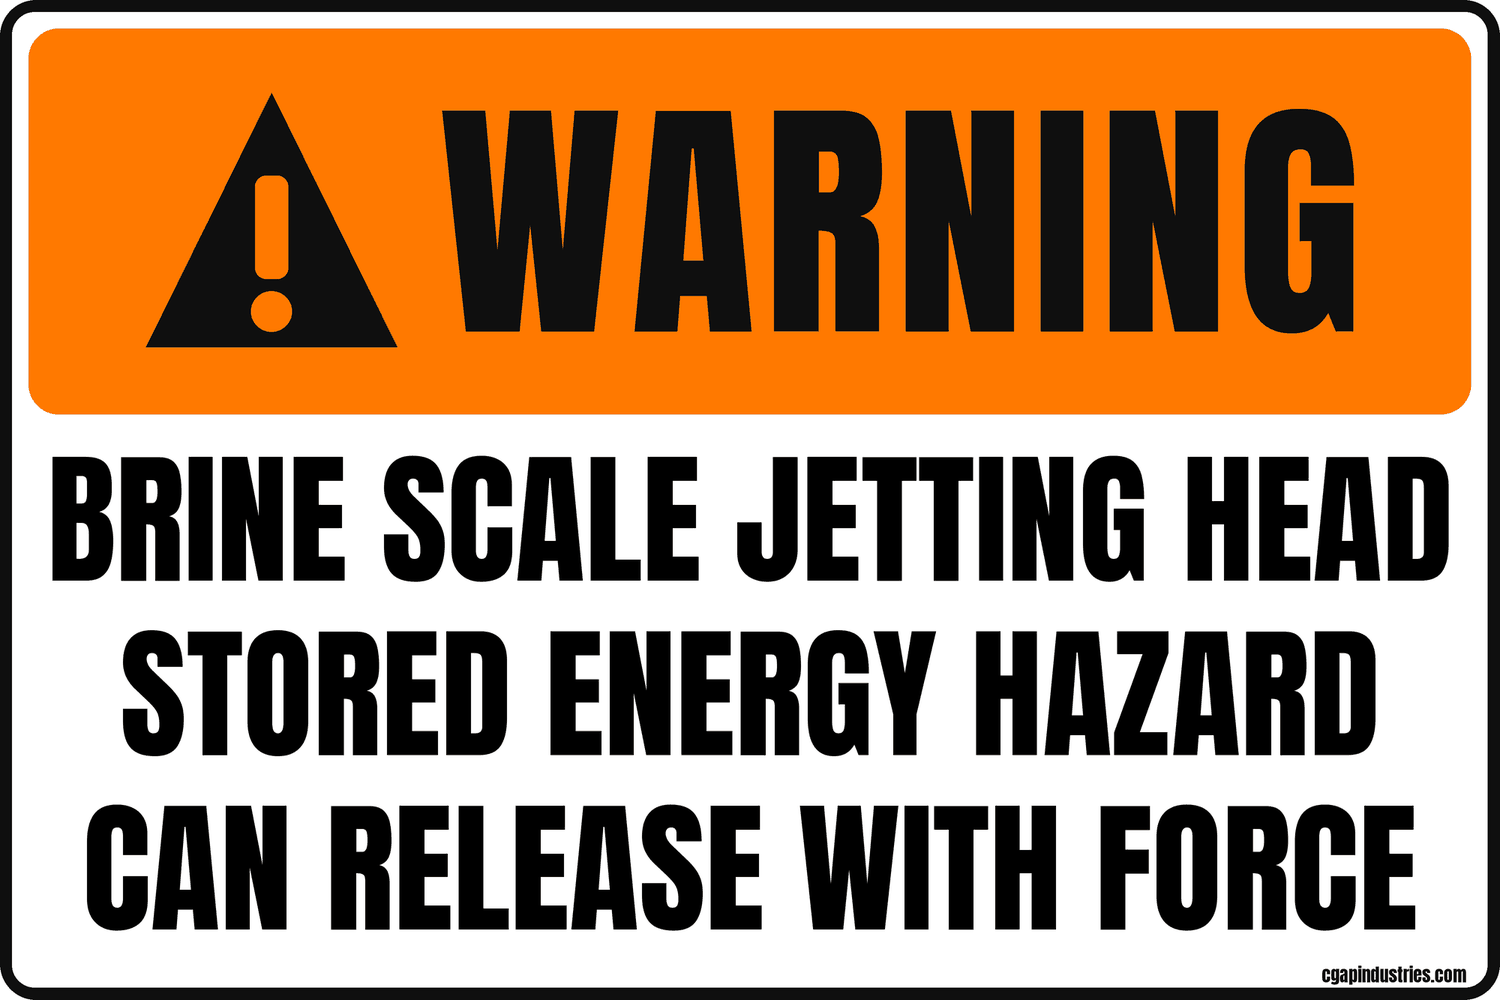 WARNING
BRINE SCALE JETTING HEAD
STORED ENERGY HAZARD
CAN RELEASE WITH FORCE
cgapindustries.com